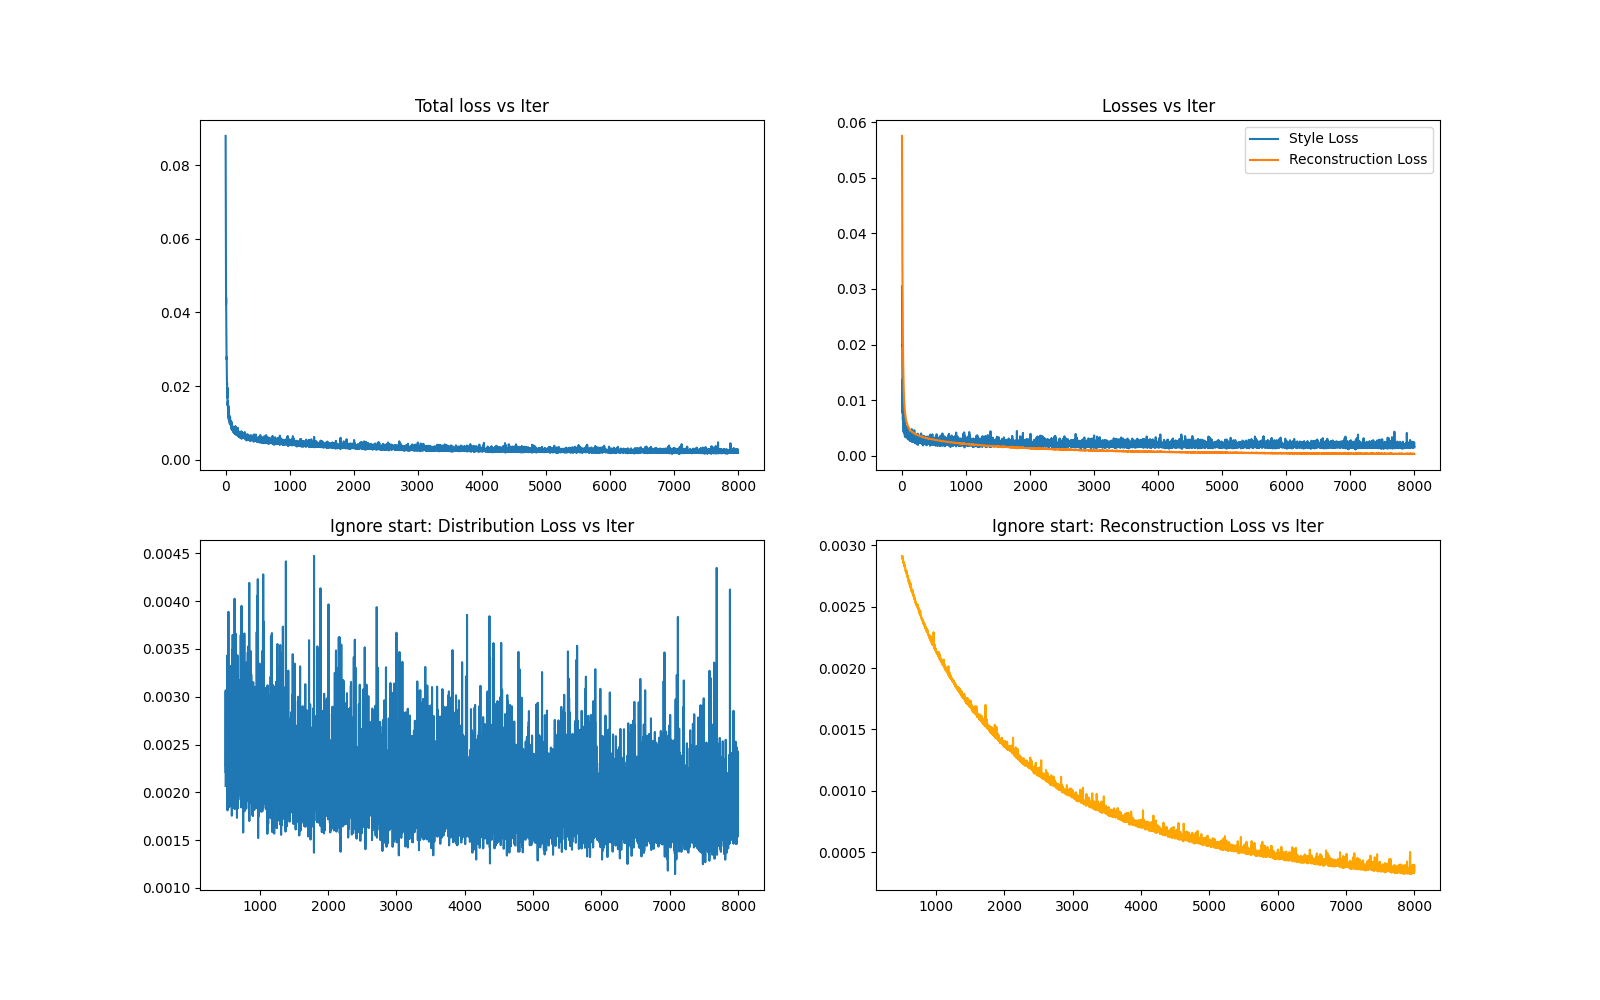 Total loss vs Iter
0.08
0.06
0.04
0.02
0.00
0 1000 2000 3000 4000 5000 6000 7000 8000
Losses vs Iter
Style Loss
Reconstruction Loss
0.06
0.05
0.04
0.03
0.02
0.01
0.00
0 1000 2000 3000 4000 5000 6000 7000 8000
Ignore start: Distribution Loss vs Iter
0.0045
0.0040
0.0035
0.0030
0.0025
0.0020
0.0015
0.0010
1000 2000 3000 4000 5000 6000 7000 8000
Ignore start: Reconstruction Loss vs Iter
0.0030
0.0025
0.0020
0.0015
0.0010
0.0005
1000 2000 3000 4000 5000 6000 7000 8000